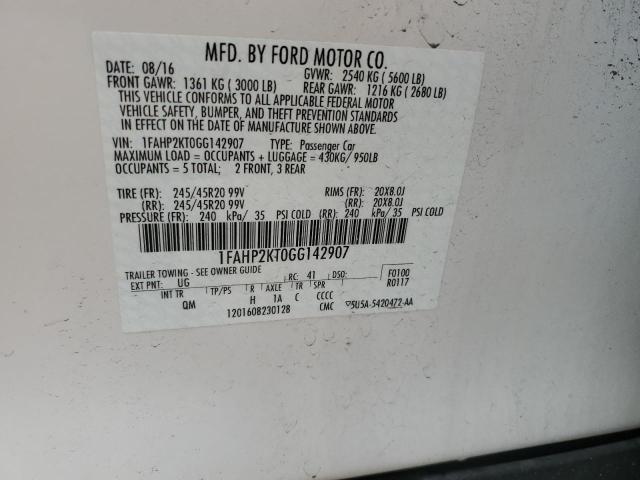 MFD. BY FORD MOTOR CO.
DATE: 08/16 GVWR: 2540 KG ( 5600 LB)
FRONT GAWR: 1361 KG ( 3000 LB) REAR GAWR: 1216 KG ( 2680 LB)
THIS VEHICLE CONFORMS TO ALL APPLICABLE FEDERAL MOTOR
VEHICLE SAFETY, BUMPER, AND THEFT PREVENTION STANDARDS
IN EFFECT ON THE DATE OF MANUFACTURE SHOWN ABOVE.
VIN: 1FAHP2KT0GG142907 TYPE: Passenger Car
MAXIMUM LOAD = OCCUPANTS + LUGGAGE = 430KG/ 950LB
OCCUPANTS = 5 TOTAL; 2 FRONT, 3 REAR
TIRE (FR): 245/45R20 99V RIMS (FR): 20X8.0J
(RR): 245/45R20 99V (RR): 20X8.0J
PRESSURE (FR): 240 kPa/ 35 PSI COLD (RR): 240 kPa/ 35 PSI COLD
1FAHP2KT0GG142907
TRAILER TOWING - SEE OWNER GUIDE
EXT PNT: UG RC: 41 DSO: F0100
R0117
INT TR TP/PS R AXLE TR SPR
QM H 1A C CCCC
1201608230128 CMC 5U5A-5420472-AA